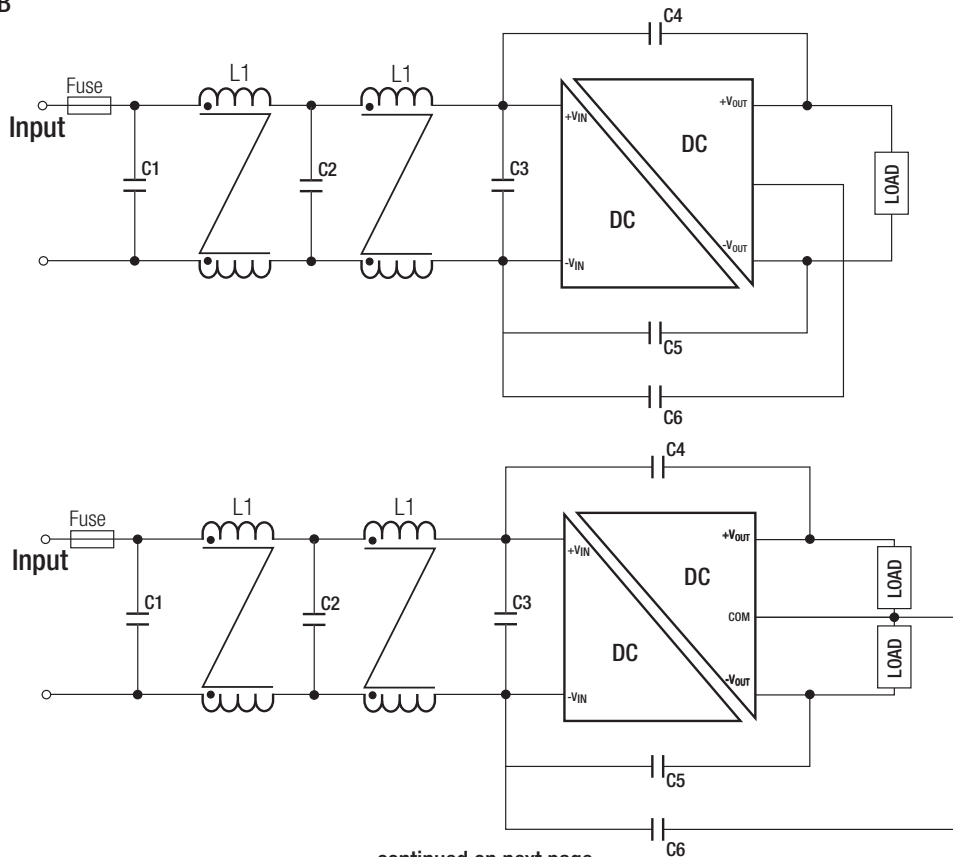 B
C4
Fuse
L1
L1
Input
+VIN
+VOUT
DC
C1
C2
C3
LOAD
DC
-VOUT
-VIN
C5
C6
C4
Fuse
L1
L1
Input
+VIN
+VOUT
DC
LOAD
C1
C2
C3
COM
DC
LOAD
-VOUT
-VIN
C5
C6
continued on next page